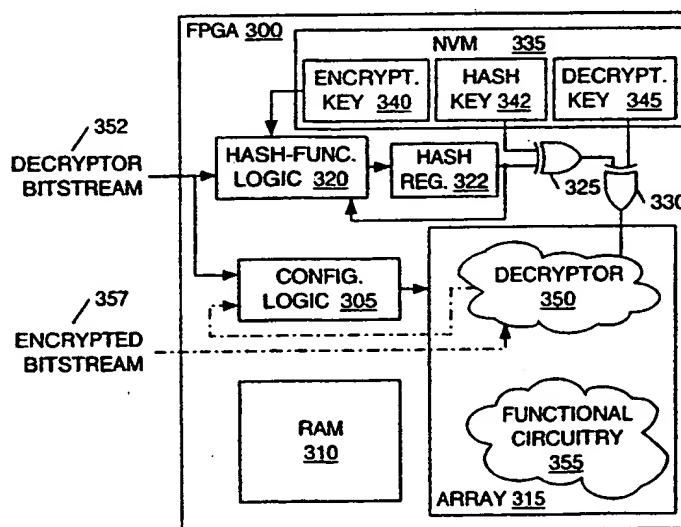 FPGA 300
NVM 335
ENCRYPT.
KEY 340
HASH
KEY 342
DECRYPT.
KEY 345
352
DECRYPTOR
BITSTREAM
HASH-FUNC.
LOGIC 320
HASH
REG. 322
325
330
CONFIG.
LOGIC 305
DECRYPTOR
350
357
ENCRYPTED
BITSTREAM
RAM
310
FUNCTIONAL
CIRCUITRY
355
ARRAY 315